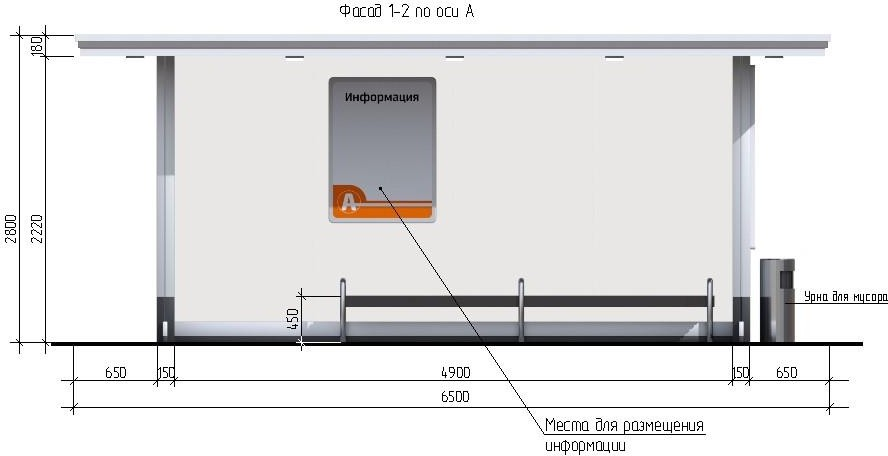 Фасад 1-2 по оси А
180
Информация
А
2800
2220
450
Урна для мусора
650
150
4900
150
650
6500
Места для размещения
информации